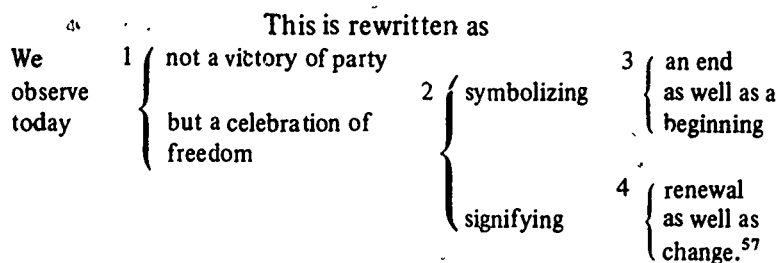 This is rewritten as
We observe today
1 { not a victory of party
but a celebration of freedom
2 { symbolizing
3 { an end as well as a beginning
signifying
4 { renewal as well as change.57